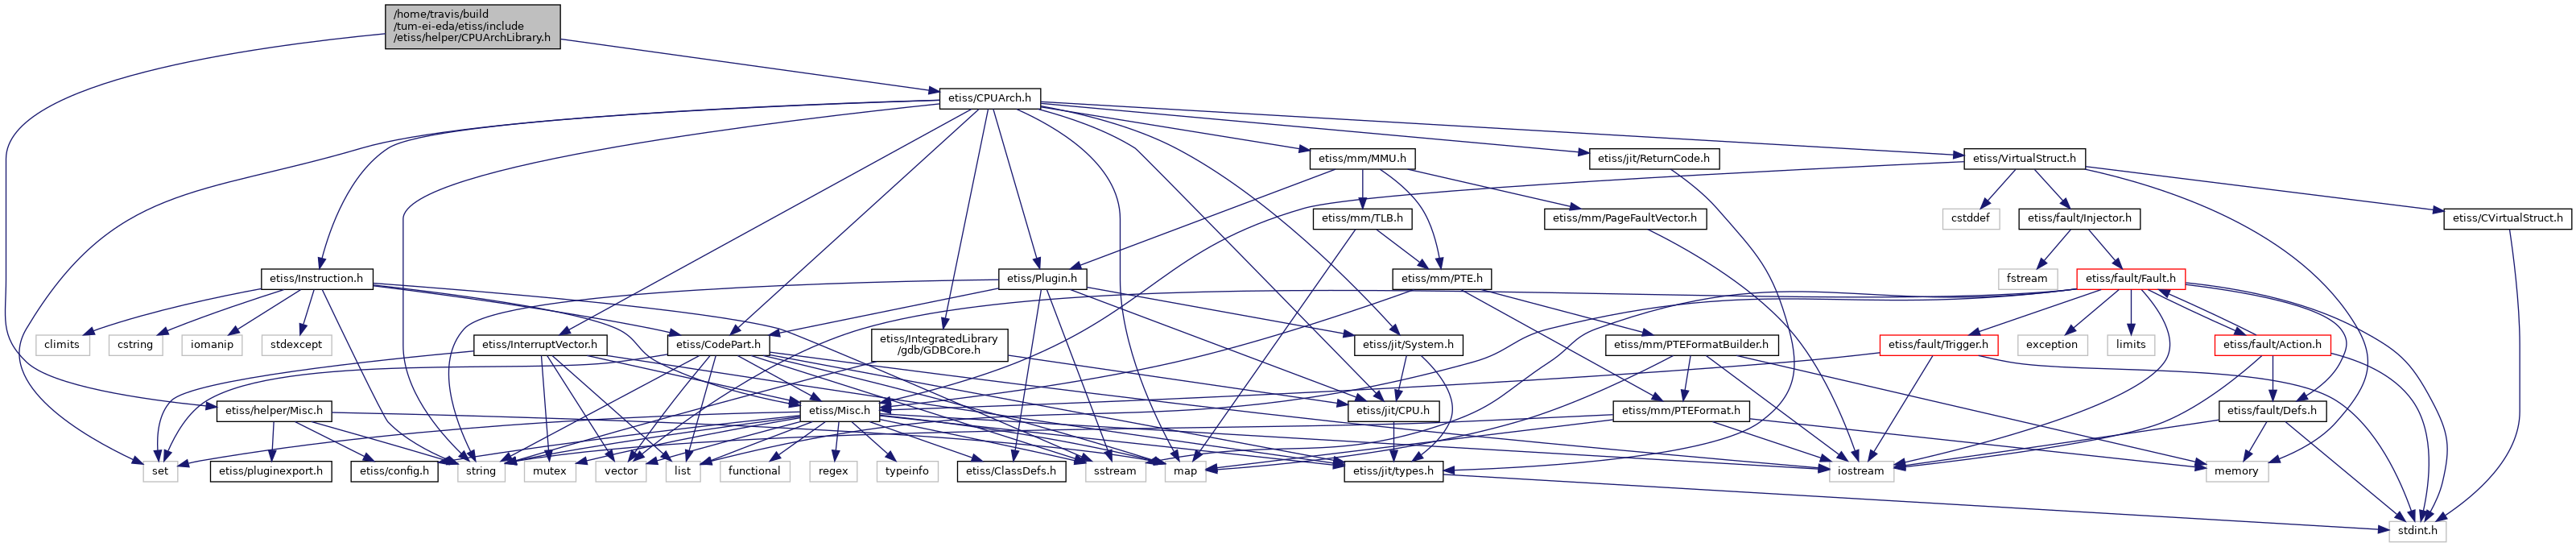 /home/travis/build
/tum-ei-eda/etiss/include
/etiss/helper/CPUArchLibrary.h
etiss/CPUArch.h
etiss/mm/MMU.h
etiss/jit/ReturnCode.h
etiss/VirtualStruct.h
etiss/mm/TLB.h
etiss/mm/PageFaultVector.h
cstddef
etiss/fault/Injector.h
etiss/CVirtualStruct.h
etiss/Instruction.h
etiss/Plugin.h
etiss/mm/PTE.h
fstream
etiss/fault/Fault.h
climits
cstring
iomanip
stdexcept
etiss/InterruptVector.h
etiss/CodePart.h
etiss/IntegratedLibrary
/gdb/GDBCore.h
etiss/jit/System.h
etiss/mm/PTEFormatBuilder.h
etiss/fault/Trigger.h
exception
limits
etiss/fault/Action.h
etiss/helper/Misc.h
etiss/Misc.h
etiss/jit/CPU.h
etiss/mm/PTEFormat.h
etiss/fault/Defs.h
set
etiss/pluginexport.h
etiss/config.h
string
mutex
vector
list
functional
regex
typeinfo
etiss/ClassDefs.h
sstream
map
etiss/jit/types.h
iostream
memory
stdint.h